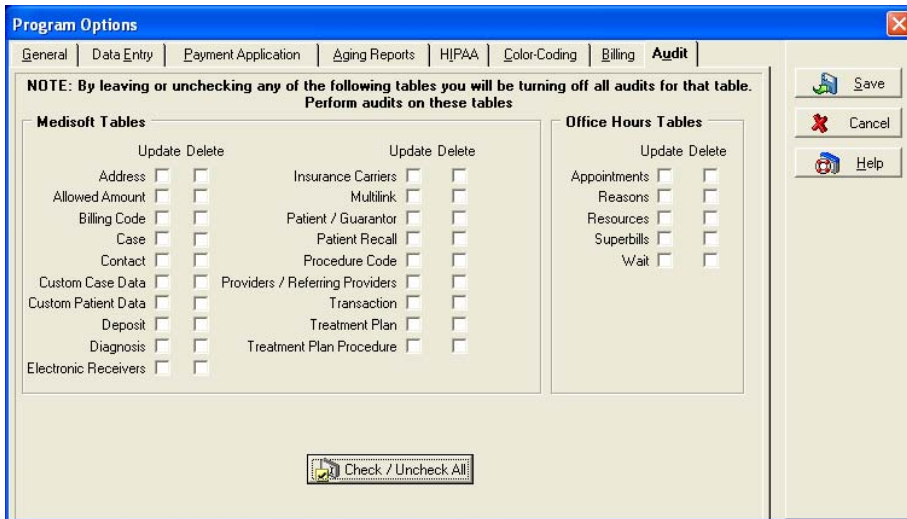 Program Options
General Data Entry Payment Application Aging Reports HIPAA Color-Coding Billing Audit
NOTE: By leaving or unchecking any of the following tables you will be turning off all audits for that table.
Perform audits on these tables
Save
Cancel
Help
Medisoft Tables
Update Delete Update Delete
Address Insurance Carriers
Allowed Amount Multilink
Billing Code Patient / Guarantor
Case Patient Recall
Contact Procedure Code
Custom Case Data Providers / Referring Providers
Custom Patient Data Transaction
Deposit Treatment Plan
Diagnosis Treatment Plan Procedure
Electronic Receivers
Office Hours Tables
Update Delete
Appointments
Reasons
Resources
Superbills
Wait
Check / Uncheck All